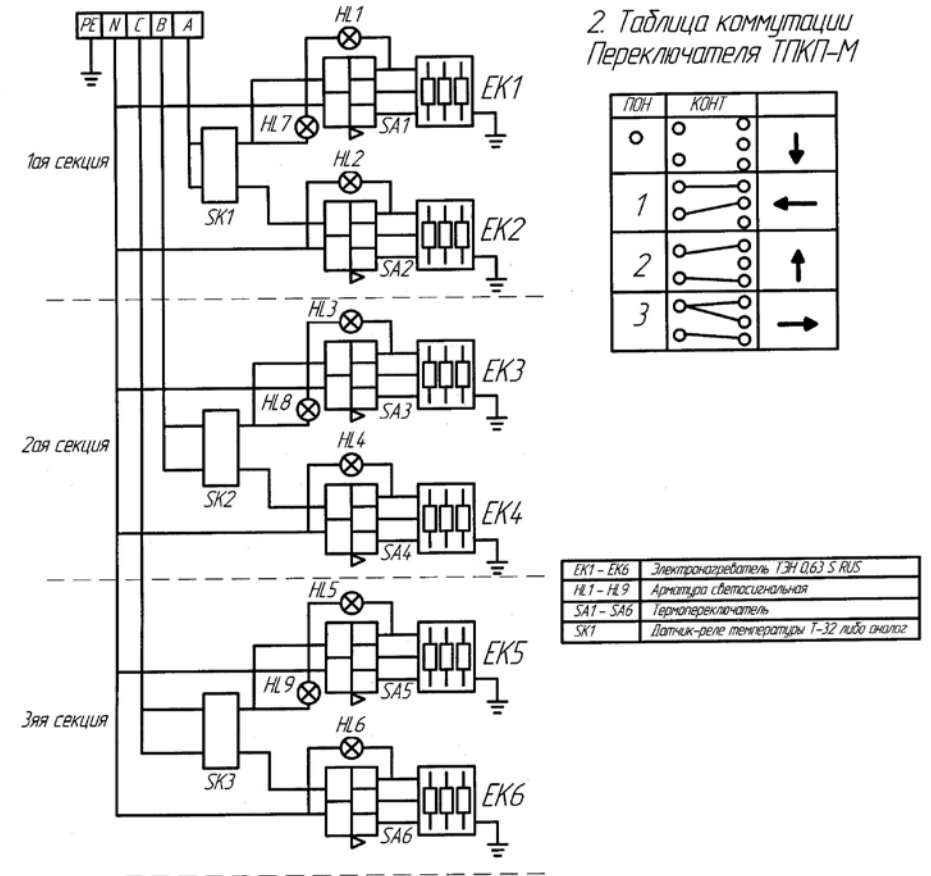 PE N C B A
HL1
EK1
HL7
SA1
1ая секция
HL2
SK1
EK2
SA2
HL3
EK3
HL8
SA3
2ая секция
HL4
SK2
EK4
SA4
HL5
EK5
HL9
SA5
3яя секция
HL6
SK3
EK6
SA6
2. Таблица коммутации
Переключателя ТПКП-М
ПОН КОНТ
1
2
3
EK1 - EK6 Электронагреватель ТЭН 0,63 S RUS
HL1 - HL9 Арматура светосигнальная
SA1 - SA6 Термопереключатель
SK1 Датчик-реле температуры Т-32 либо аналог